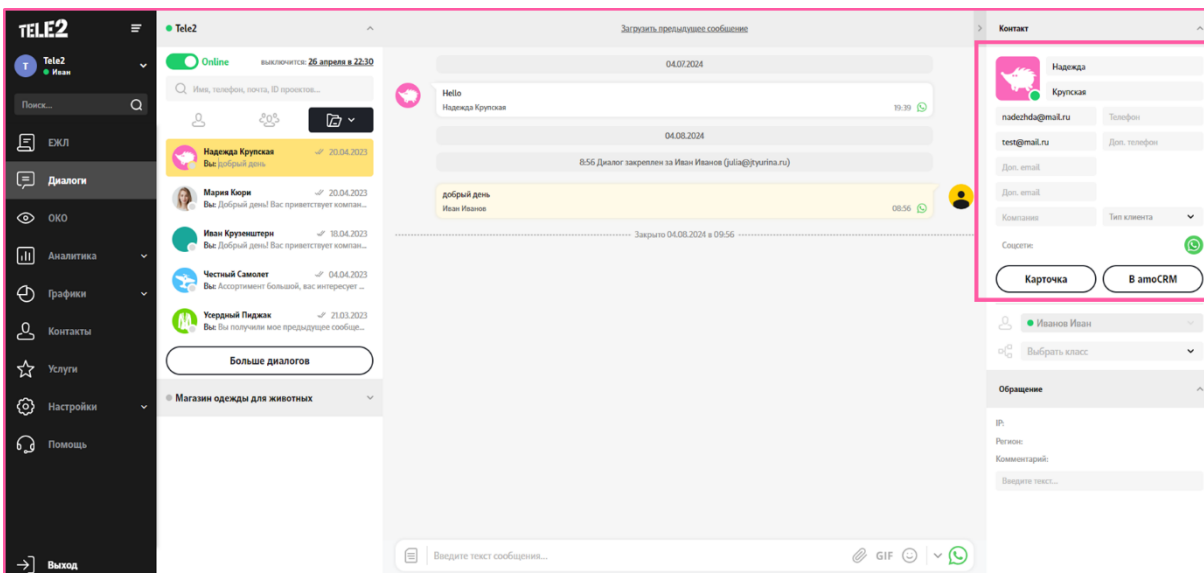 TELE2
T
Tele2
Иван
Поиск...
ЕЖЛ
Диалоги
ОКО
Аналитика
Графики
Контакты
Услуги
Настройки
Помощь
Выход
Tele2
Online
выключится: 26 апреля в 22:30
Имя, телефон, почта, ID проектов...
Надежда Крупская 20.04.2023
Вы: добрый день
Мария Кюри 20.04.2023
Вы: Добрый день! Вас приветствует компан...
Иван Крузенштерн 18.04.2023
Вы: Добрый день! Вас приветствует компан...
Честный Самолет 04.04.2023
Вы: Ассортимент большой, вас интересует ...
Усердный Пиджак 21.03.2023
Вы: Вы получили мое предыдущее сообще...
Больше диалогов
Магазин одежды для животных
Загрузить предыдущее сообщение
04.07.2024
Hello
Надежда Крупская 19:39
04.08.2024
8:56 Диалог закреплен за Иван Иванов (julia@jtyurina.ru)
добрый день
Иван Иванов 08:56
Закрыто 04.08.2024 в 09:56
Введите текст сообщения...
GIF
Контакт
Надежда
Крупская
nadezhda@mail.ru Телефон
test@mail.ru Доп. телефон
Доп. email
Доп. email
Компания Тип клиента
Соцсети:
Карточка В amoCRM
Иванов Иван
Выбрать класс
Обращение
IP:
Регион:
Комментарий:
Введите текст...